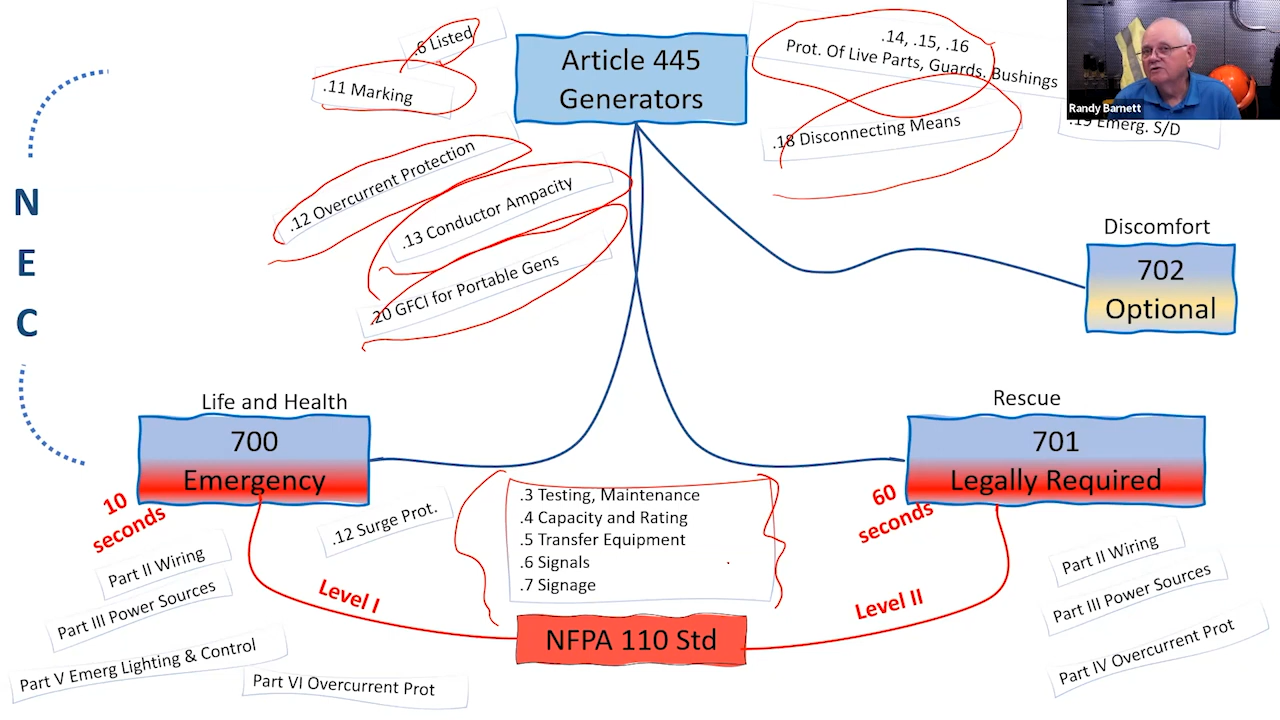 .6 Listed
.11 Marking
Article 445
Generators
.14, .15, .16
Prot. Of Live Parts, Guards. Bushings
Randy Barnett
.18 Disconnecting Means
.19 Emerg. S/D
.12 Overcurrent Protection
.13 Conductor Ampacity
.20 GFCI for Portable Gens
N
E
C
Discomfort
702
Optional
Life and Health
700
Emergency
10
seconds
Rescue
701
Legally Required
60
seconds
.12 Surge Prot.
.3 Testing, Maintenance
.4 Capacity and Rating
.5 Transfer Equipment
.6 Signals
.7 Signage
Part II Wiring
Part III Power Sources
Part V Emerg Lighting & Control
Part VI Overcurrent Prot
Level I
NFPA 110 Std
Level II
Part II Wiring
Part III Power Sources
Part IV Overcurrent Prot